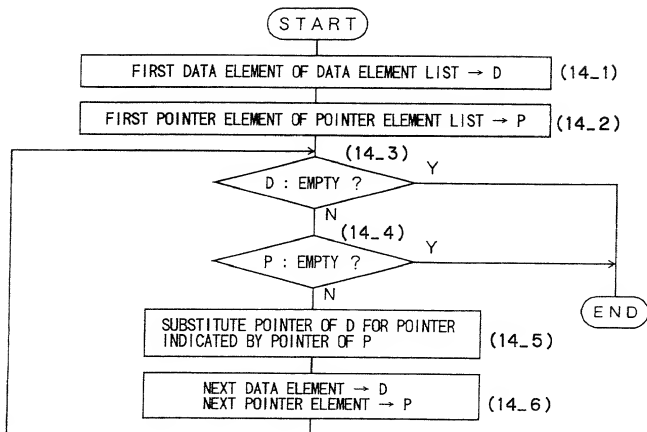 START
FIRST DATA ELEMENT OF DATA ELEMENT LIST → D
(14_1)
FIRST POINTER ELEMENT OF POINTER ELEMENT LIST → P
(14_2)
(14_3)
D : EMPTY ?
Y
N
(14_4)
P : EMPTY ?
Y
N
END
SUBSTITUTE POINTER OF D FOR POINTER
INDICATED BY POINTER OF P
(14_5)
NEXT DATA ELEMENT → D
NEXT POINTER ELEMENT → P
(14_6)